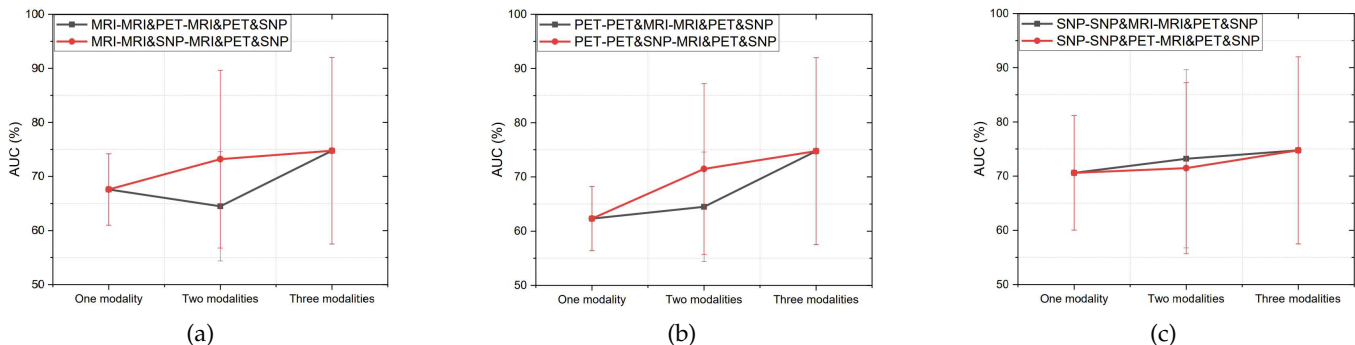 100
90
80
70
60
50
AUC (%)
MRI-MRI&PET-MRI&PET&SNP
MRI-MRI&SNP-MRI&PET&SNP
One modality
Two modalities
Three modalities
(a)
100
90
80
70
60
50
AUC (%)
PET-PET&MRI-MRI&PET&SNP
PET-PET&SNP-MRI&PET&SNP
One modality
Two modalities
Three modalities
(b)
100
90
80
70
60
50
AUC (%)
SNP-SNP&MRI-MRI&PET&SNP
SNP-SNP&PET-MRI&PET&SNP
One modality
Two modalities
Three modalities
(c)